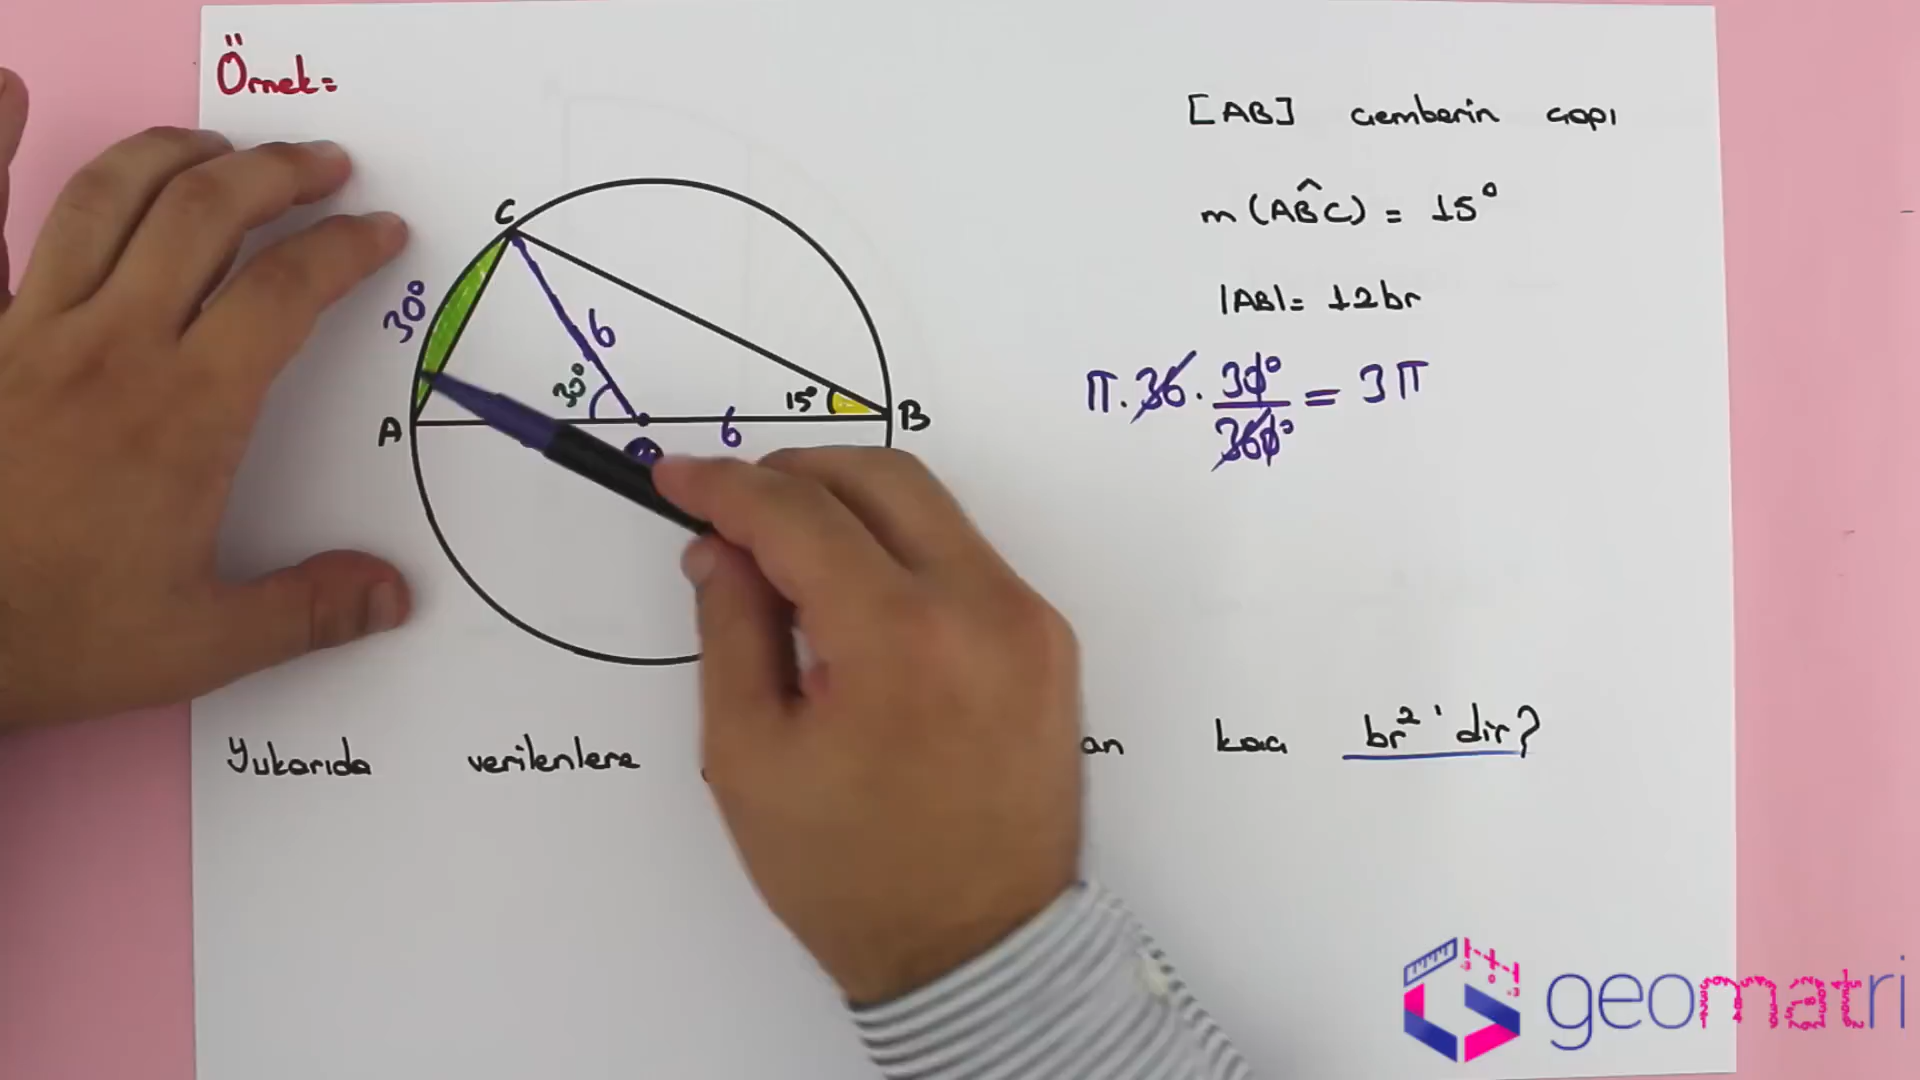 Örnek=
[AB] çemberin çapı
m(ABC) = 15°
|AB| = 12br
π.36. 30°/360° = 3π
C
30°
6
30°
15°
A
B
6
Yukarıda verilenlere an kaç br²'dir?
geomatri